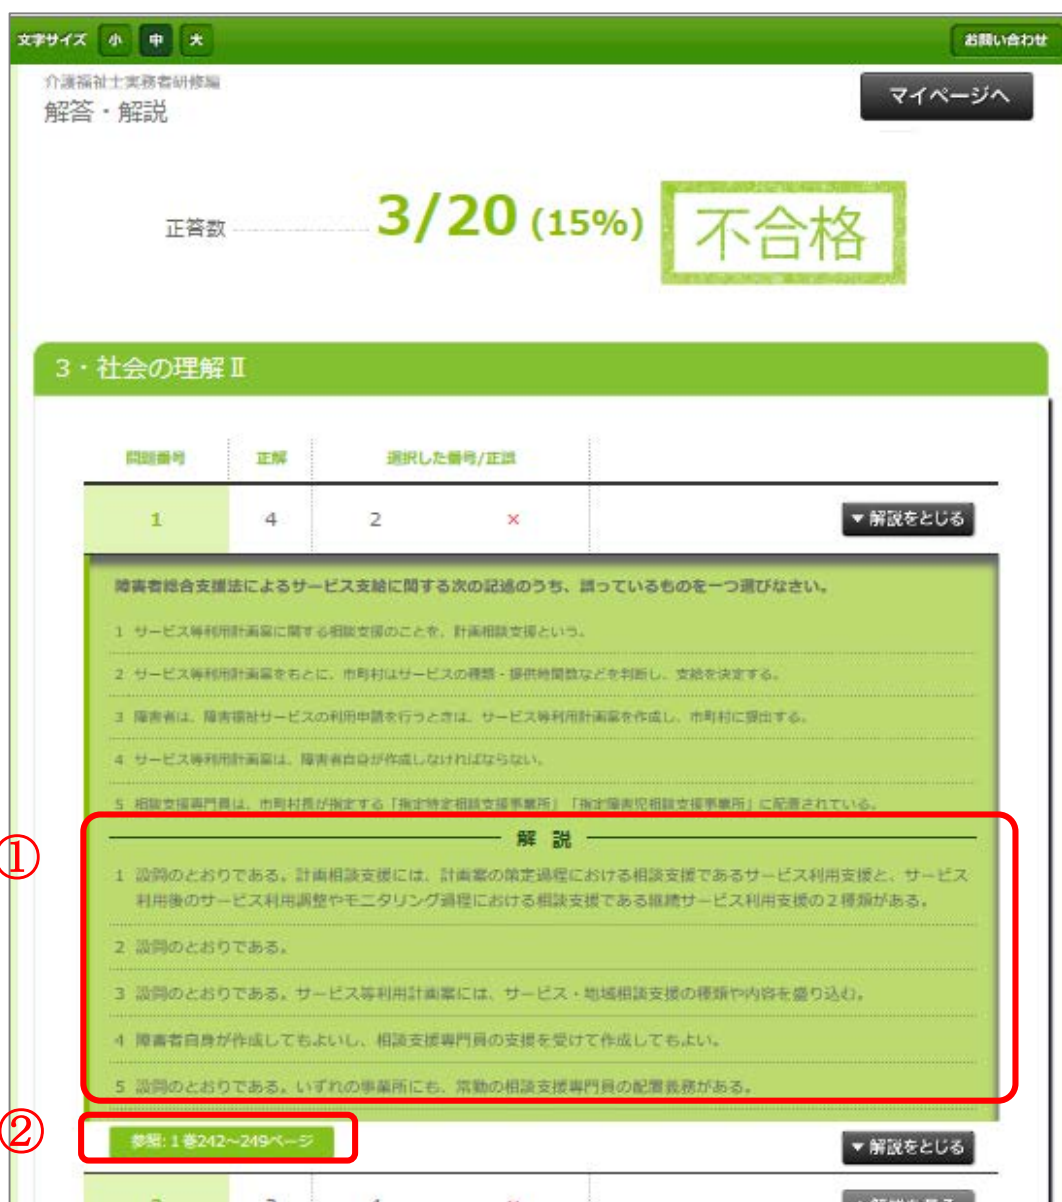 文字サイズ 小 中 大 お問い合わせ
介護福祉士実務者研修編
解答・解説
マイページへ
正答数 3/20 (15%) 不合格
3・社会の理解Ⅱ
問題番号 正解 選択した番号/正誤
1 4 2 × ▼解説をとじる
障害者総合支援法によるサービス支給に関する次の記述のうち、誤っているものを一つ選びなさい。
1 サービス等利用計画案に関する相談支援のことを、計画相談支援という。
2 サービス等利用計画案をもとに、市町村はサービスの種類・提供時間数などを判断し、支給を決定する。
3 障害者は、障害福祉サービスの利用申請を行うときは、サービス等利用計画案を作成し、市町村に提出する。
4 サービス等利用計画案は、障害者自身が作成しなければならない。
5 相談支援専門員は、市町村長が指定する「指定特定相談支援事業所」「指定障害児相談支援事業所」に配置されている。
① 解 説
1 設問のとおりである。計画相談支援には、計画案の策定過程における相談支援であるサービス利用支援と、サービス
利用後のサービス利用調整やモニタリング過程における相談支援である継続サービス利用支援の2種類がある。
2 設問のとおりである。
3 設問のとおりである。サービス等利用計画案には、サービス・地域相談支援の種類や内容を盛り込む。
4 障害者自身が作成してもよいし、相談支援専門員の支援を受けて作成してもよい。
5 設問のとおりである。いずれの事業所にも、常勤の相談支援専門員の配置義務がある。
② 参照:1巻242～249ページ ▼解説をとじる